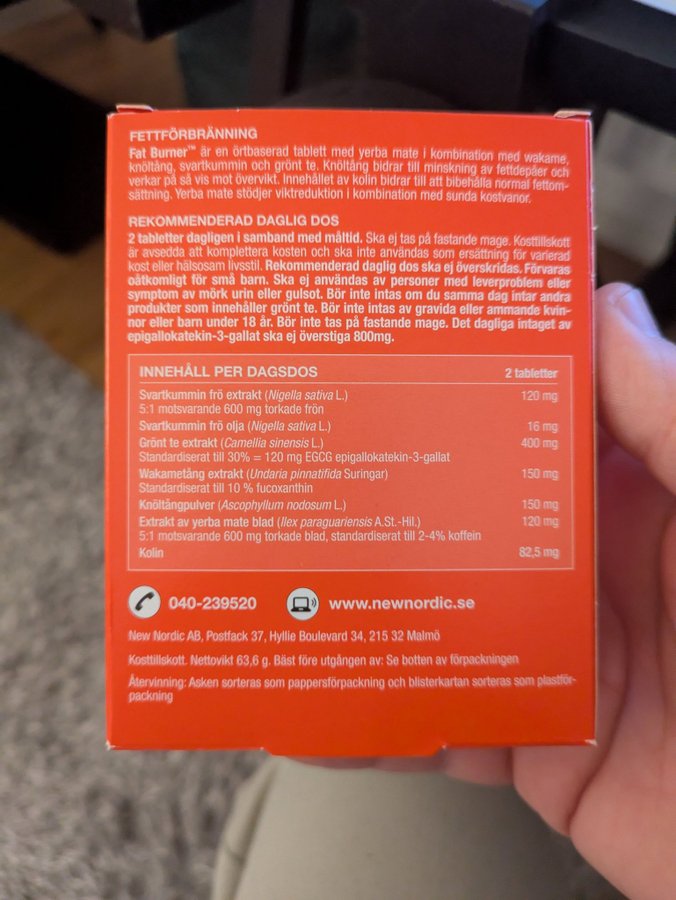 FETTFÖRBRÄNNING
Fat Burner™ är en örtbaserad tablett med yerba mate i kombination med wakame,
knöltång, svartkummin och grönt te. Knöltång bidrar till minskning av fettdepåer och
verkar på så vis mot övervikt. Innehållet av kolin bidrar till att bibehålla normal fettom-
sättning. Yerba mate stödjer viktreduktion i kombination med sunda kostvanor.
REKOMMENDERAD DAGLIG DOS
2 tabletter dagligen i samband med måltid. Ska ej tas på fastande mage. Kosttillskott
är avsedda att komplettera kosten och ska inte användas som ersättning för varierad
kost eller hälsosam livsstil. Rekommenderad daglig dos ska ej överskridas. Förvaras
oåtkomligt för små barn. Ska ej användas av personer med leverproblem eller
symptom av mörk urin eller gulsot. Bör inte intas om du samma dag intar andra
produkter som innehåller grönt te. Bör inte intas av gravida eller ammande kvin-
nor eller barn under 18 år. Bör inte tas på fastande mage. Det dagliga intaget av
epigallokatekin-3-gallat ska ej överstiga 800mg.
INNEHÅLL PER DAGSDOS 2 tabletter
Svartkummin frö extrakt (Nigella sativa L.) 120 mg
5:1 motsvarande 600 mg torkade frön
Svartkummin frö olja (Nigella sativa L.) 16 mg
Grönt te extrakt (Camellia sinensis L.) 400 mg
Standardiserat till 30% = 120 mg EGCG epigallokatekin-3-gallat
Wakametång extrakt (Undaria pinnatifida Suringar) 150 mg
Standardiserat till 10 % fucoxanthin
Knöltångpulver (Ascophyllum nodosum L.) 150 mg
Extrakt av yerba mate blad (Ilex paraguariensis A.St.-Hil.) 120 mg
5:1 motsvarande 600 mg torkade blad, standardiserat till 2-4% koffein
Kolin 82,5 mg
040-239520 www.newnordic.se
New Nordic AB, Postfack 37, Hyllie Boulevard 34, 215 32 Malmö
Kosttillskott. Nettovikt 63,6 g. Bäst före utgången av: Se botten av förpackningen
Återvinning: Asken sorteras som pappersförpackning och blisterkartan sorteras som plastför-
packning